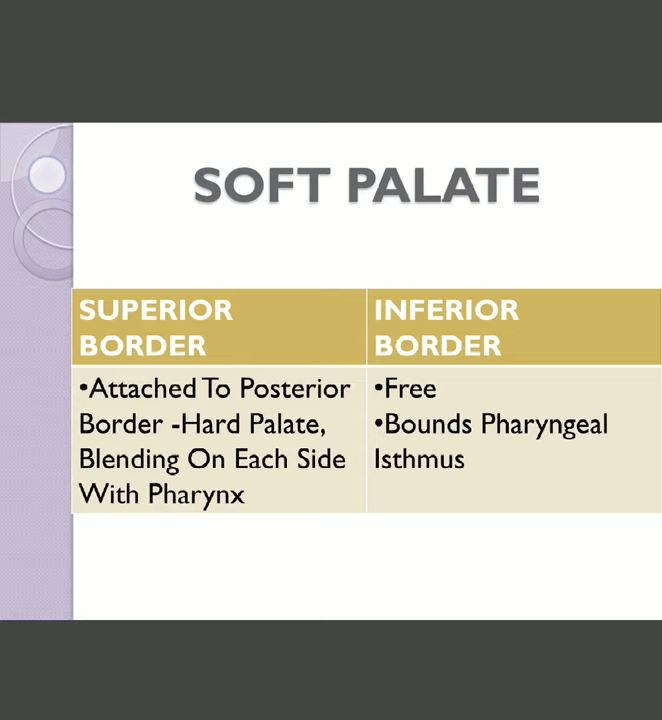 SOFT PALATE
SUPERIOR
BORDER
•Attached To Posterior
Border -Hard Palate,
Blending On Each Side
With Pharynx
INFERIOR
BORDER
•Free
•Bounds Pharyngeal
Isthmus